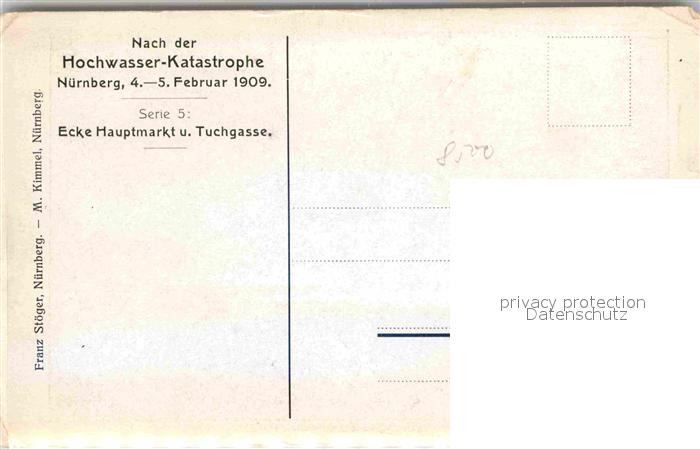 Nach der
Hochwasser-Katastrophe
Nürnberg, 4.—5. Februar 1909.
Serie 5:
Ecke Hauptmarkt u. Tuchgasse.
Franz Stöger, Nürnberg. — M. Kimmel, Nürnberg.
privacy protection
Datenschutz